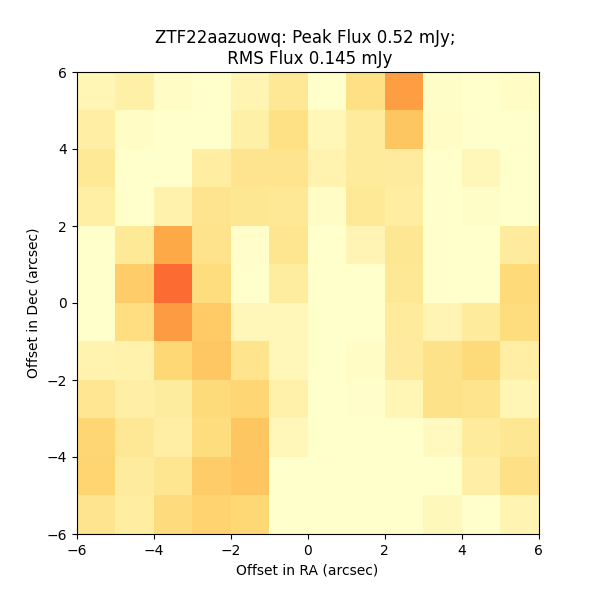 ZTF22aazuowq: Peak Flux 0.52 mJy;
RMS Flux 0.145 mJy
6
4
2
0
−2
−4
−6
Offset in Dec (arcsec)
−6 −4 −2 0 2 4 6
Offset in RA (arcsec)